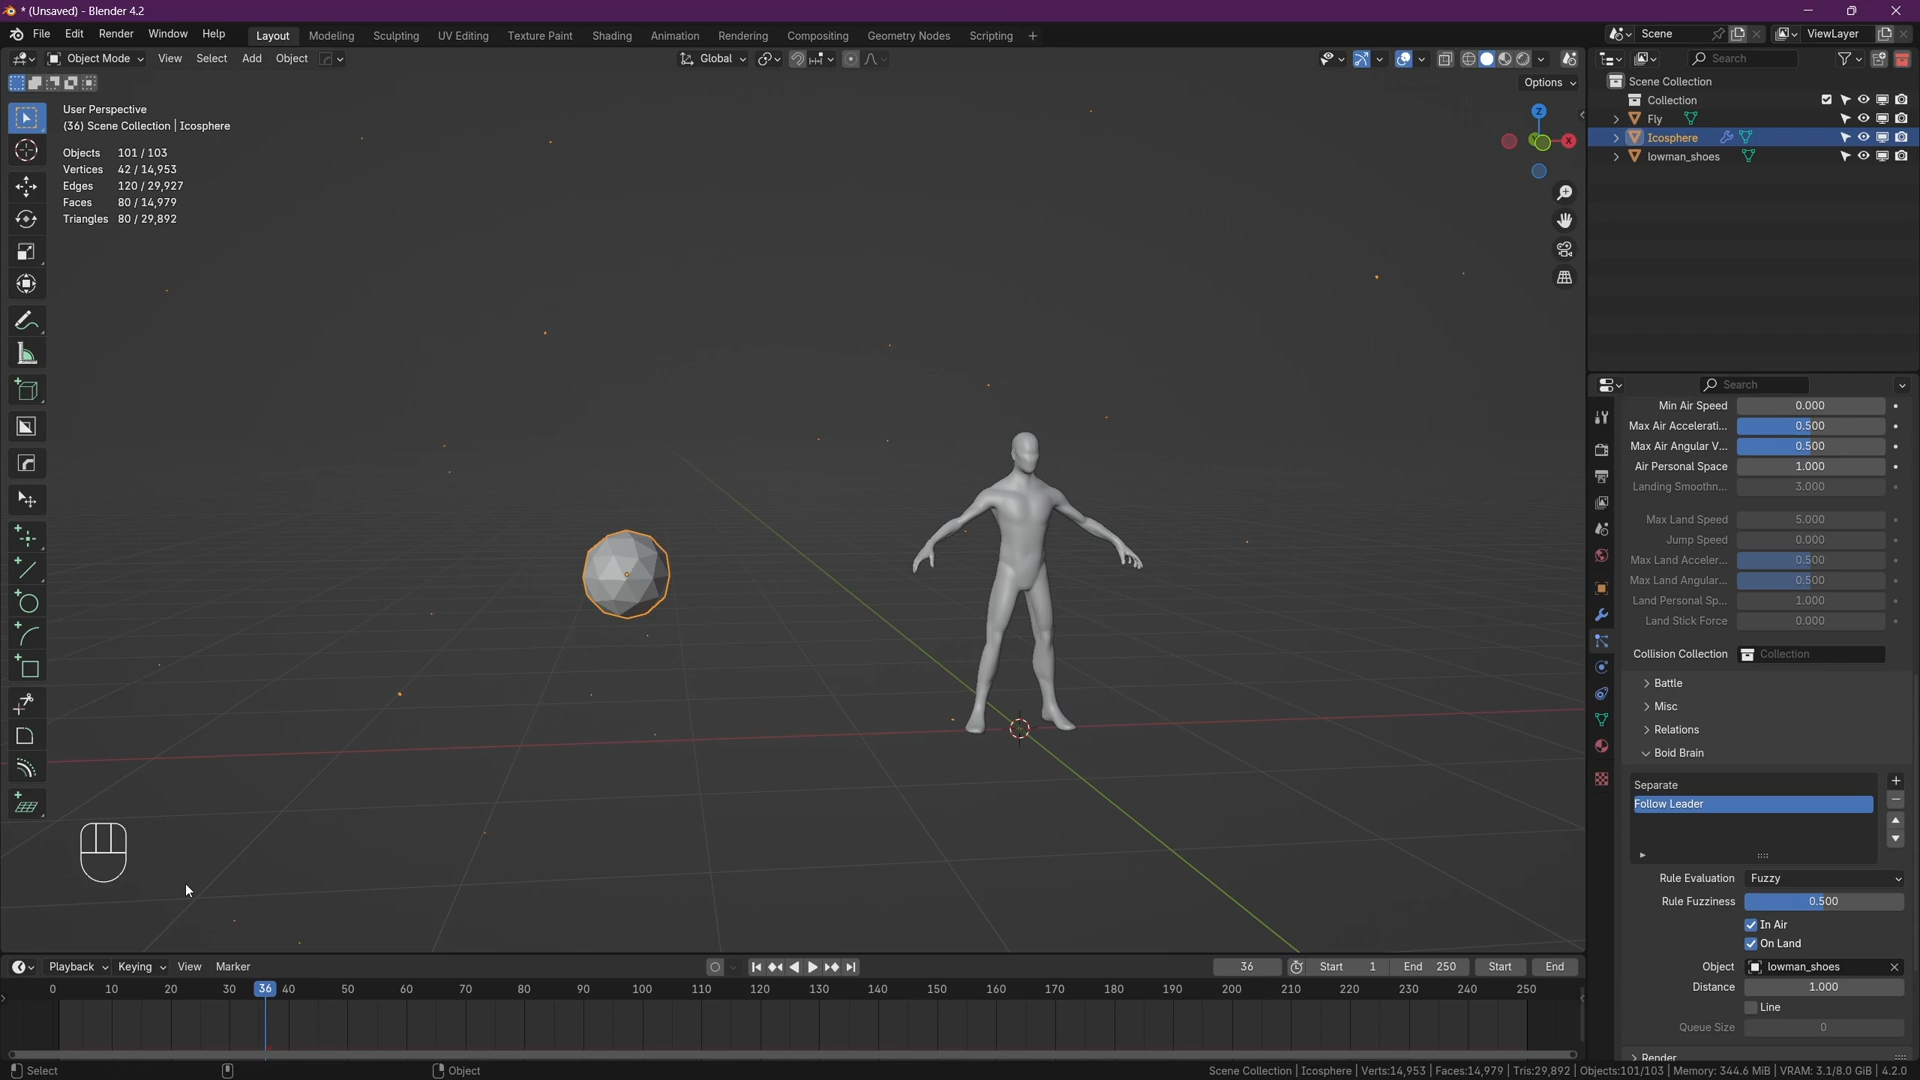 * (Unsaved) - Blender 4.2
File Edit Render Window Help Layout Modeling Sculpting UV Editing Texture Paint Shading Animation Rendering Compositing Geometry Nodes Scripting + Scene ViewLayer
Object Mode View Select Add Object Global Search
Options
User Perspective
(36) Scene Collection | Icosphere
Objects 101 / 103
Vertices 42 / 14,953
Edges 120 / 29,927
Faces 80 / 14,979
Triangles 80 / 29,892
Z
Y
X
Scene Collection
Collection
Fly
Icosphere
lowman_shoes
Search
Min Air Speed 0.000
Max Air Accelerati... 0.500
Max Air Angular V... 0.500
Air Personal Space 1.000
Landing Smoothn... 3.000
Max Land Speed 5.000
Jump Speed 0.000
Max Land Acceler... 0.500
Max Land Angular... 0.500
Land Personal Sp... 1.000
Land Stick Force 0.000
Collision Collection Collection
Battle
Misc
Relations
Boid Brain
Separate
Follow Leader
Rule Evaluation Fuzzy
Rule Fuzziness 0.500
In Air
On Land
Object lowman_shoes
Distance 1.000
Line
Queue Size 0
Render
Playback Keying View Marker 36 Start 1 End 250 Start End
0 10 20 30 36 40 50 60 70 80 90 100 110 120 130 140 150 160 170 180 190 200 210 220 230 240 250
Select Object Scene Collection | Icosphere | Verts:14,953 | Faces:14,979 | Tris:29,892 | Objects:101/103 | Memory: 344.6 MiB | VRAM: 3.1/8.0 GiB | 4.2.0